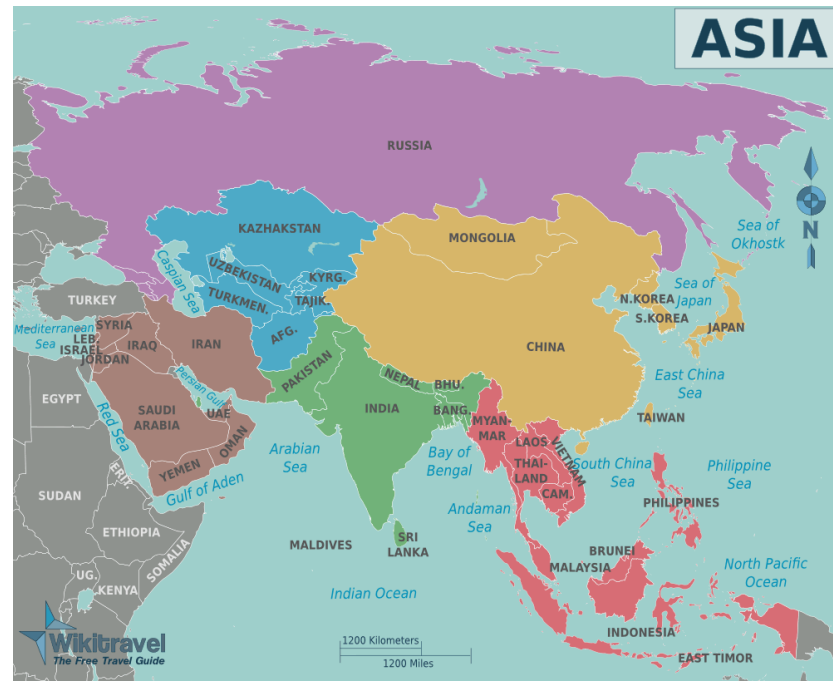 ASIA
RUSSIA
N
KAZHAKSTAN
MONGOLIA
Sea of
Okhostk
Caspian Sea
UZBEKISTAN
KYRG.
TURKMEN.
TAJIK.
N.KOREA
Sea of
Japan
S.KOREA
JAPAN
TURKEY
Mediterranean
Sea
SYRIA
LEB.
ISRAEL
JORDAN
IRAQ
IRAN
AFG.
PAKISTAN
CHINA
NEPAL
BHU.
East China
Sea
EGYPT
Persian Gulf
SAUDI
ARABIA
UAE
OMAN
INDIA
BANG.
MYAN-
MAR
TAIWAN
Red Sea
LAOS
VIETNAM
THAI-
LAND
CAM.
South China
Sea
Philippine
Sea
Arabian
Sea
Bay of
Bengal
YEMEN
ERIT.
Gulf of Aden
SUDAN
PHILIPPINES
Andaman
Sea
ETHIOPIA
SOMALIA
MALDIVES
SRI
LANKA
BRUNEI
MALAYSIA
North Pacific
Ocean
UG.
KENYA
Indian Ocean
INDONESIA
EAST TIMOR
Wikitravel
The Free Travel Guide
1200 Kilometers
1200 Miles